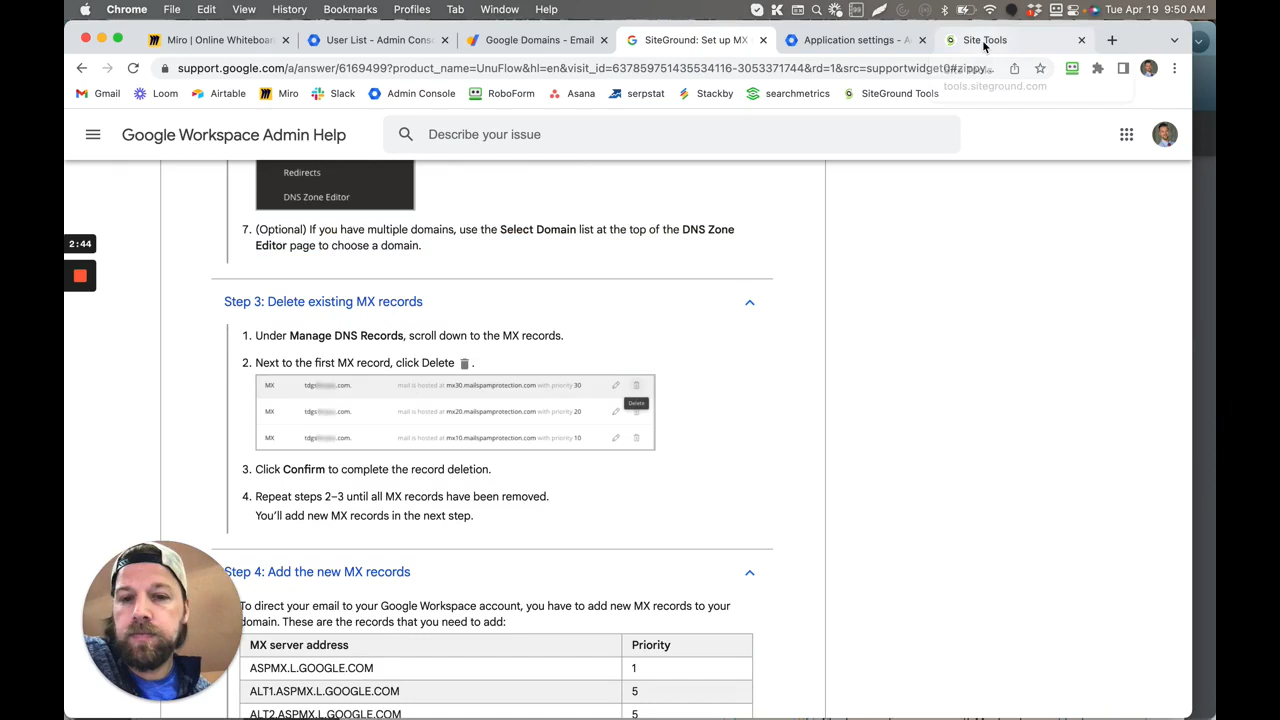 Chrome File Edit View History Bookmarks Profiles Tab Window Help Tue Apr 19 9:50 AM
Miro | Online Whiteboa User List - Admin Cons Google Domains - Email SiteGround: Set up MX Application settings - A Site Tools
support.google.com/a/answer/6169499?product_name=UnuFlow&hl=en&visit_id=637859751435534116-3053371744&rd=1&src=supportwidget0#zippy
tools.siteground.com
Gmail Loom Airtable Miro Slack Admin Console RoboForm Asana serpstat Stackby searchmetrics SiteGround Tools
Google Workspace Admin Help
Describe your issue
Redirects
DNS Zone Editor
7. (Optional) If you have multiple domains, use the Select Domain list at the top of the DNS Zone
Editor page to choose a domain.
2:44
Step 3: Delete existing MX records
1. Under Manage DNS Records, scroll down to the MX records.
2. Next to the first MX record, click Delete .
MX tdgs .com. mail is hosted at mx30.mailspamprotection.com with priority 30
Delete
MX tdgs .com. mail is hosted at mx20.mailspamprotection.com with priority 20
MX tdgs .com. mail is hosted at mx10.mailspamprotection.com with priority 10
3. Click Confirm to complete the record deletion.
4. Repeat steps 2–3 until all MX records have been removed.
You'll add new MX records in the next step.
Step 4: Add the new MX records
To direct your email to your Google Workspace account, you have to add new MX records to your
domain. These are the records that you need to add:
MX server address Priority
ASPMX.L.GOOGLE.COM 1
ALT1.ASPMX.L.GOOGLE.COM 5
ALT2.ASPMX.L.GOOGLE.COM 5